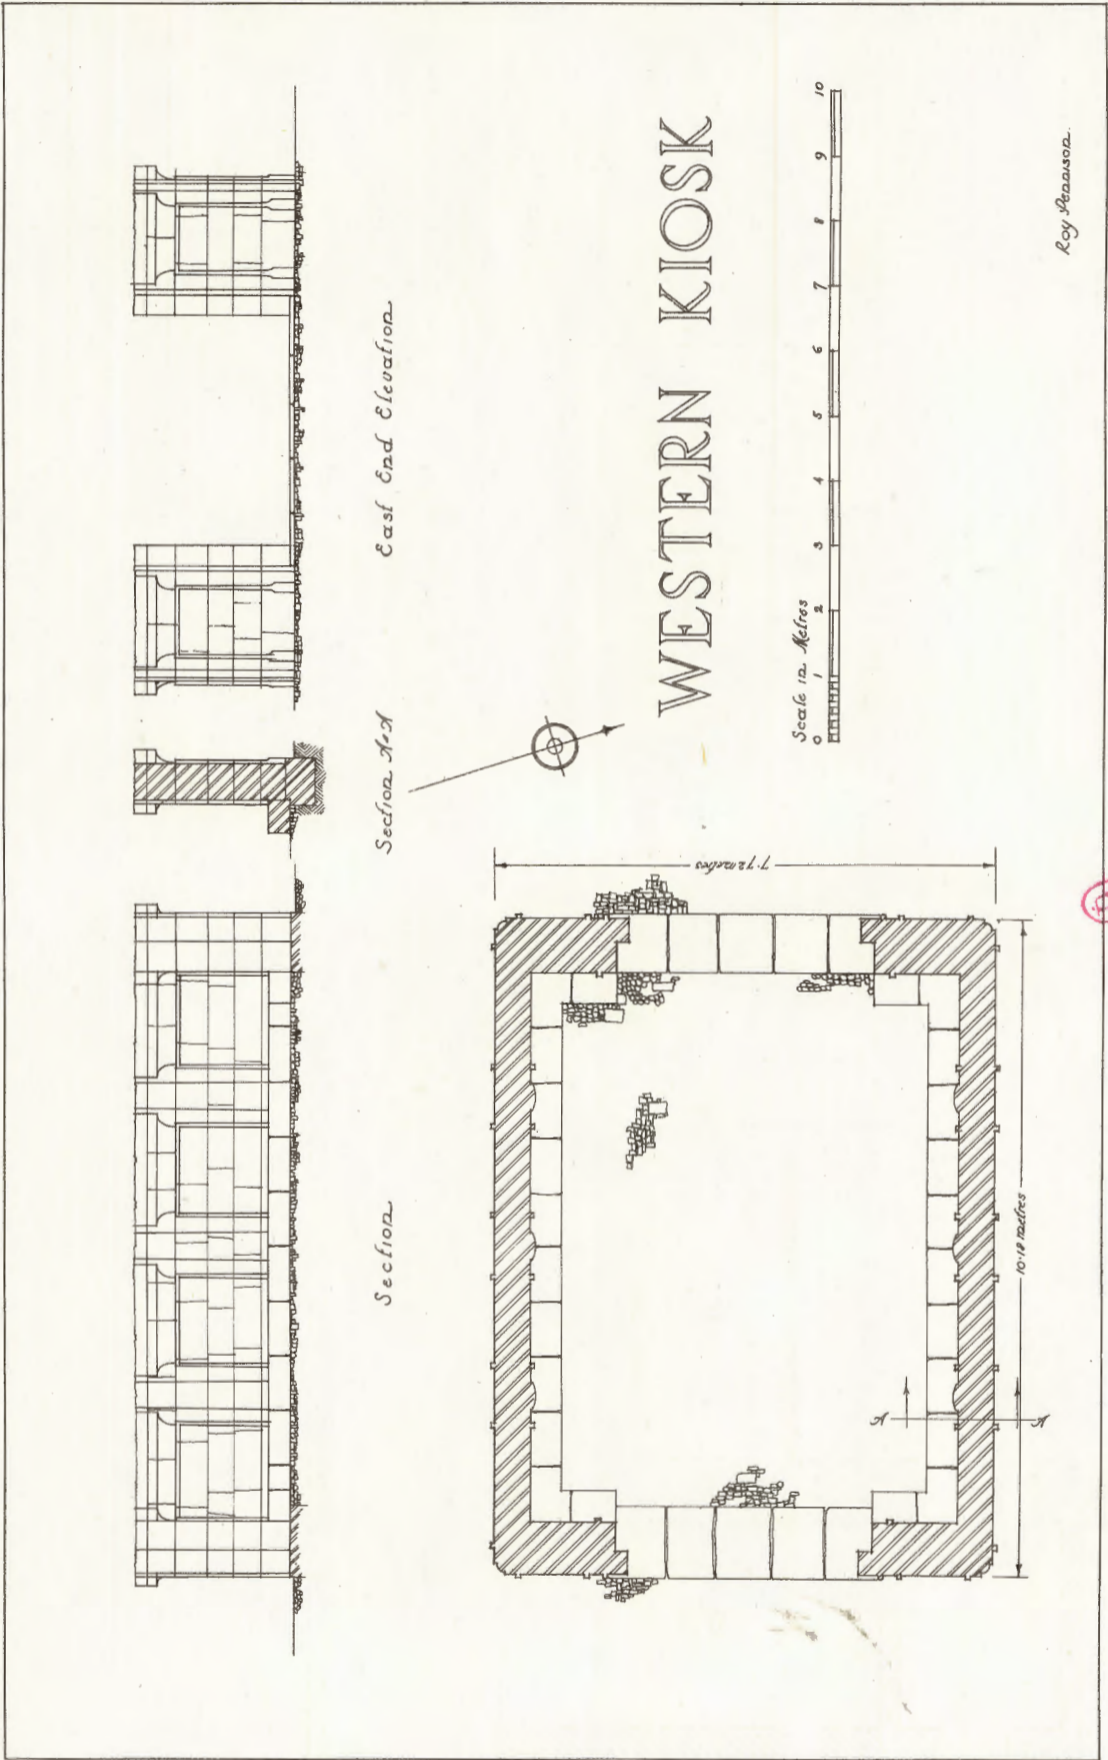 East End Elevation
Section A-A
Section
WESTERN KIOSK
Scale in Metres
0 1 2 3 4 5 6 7 8 9 10
7·72 metres
10·18 metres
A
A
Roy Pennison.